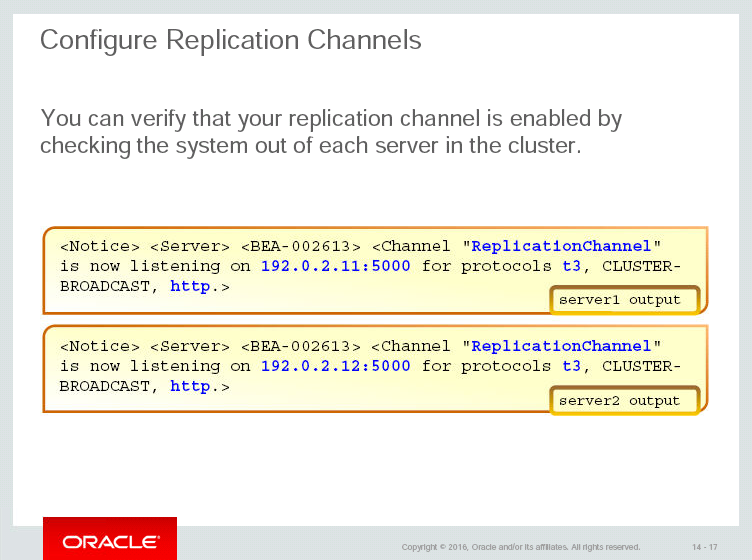 Configure Replication Channels
You can verify that your replication channel is enabled by
checking the system out of each server in the cluster.
<Notice> <Server> <BEA-002613> <Channel "ReplicationChannel"
is now listening on 192.0.2.11:5000 for protocols t3, CLUSTER-
BROADCAST, http.>
server1 output
<Notice> <Server> <BEA-002613> <Channel "ReplicationChannel"
is now listening on 192.0.2.12:5000 for protocols t3, CLUSTER-
BROADCAST, http.>
server2 output
ORACLE
Copyright © 2016, Oracle and/or its affiliates. All rights reserved.
14 - 17